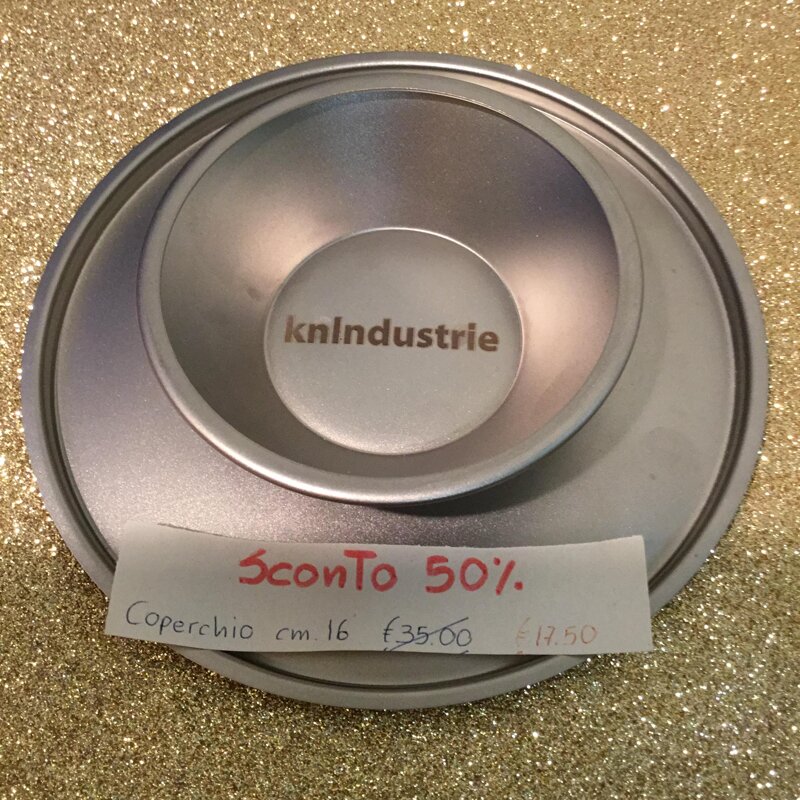 knIndustrie
Sconto 50%
Coperchio cm. 16 €35.00 €17.50